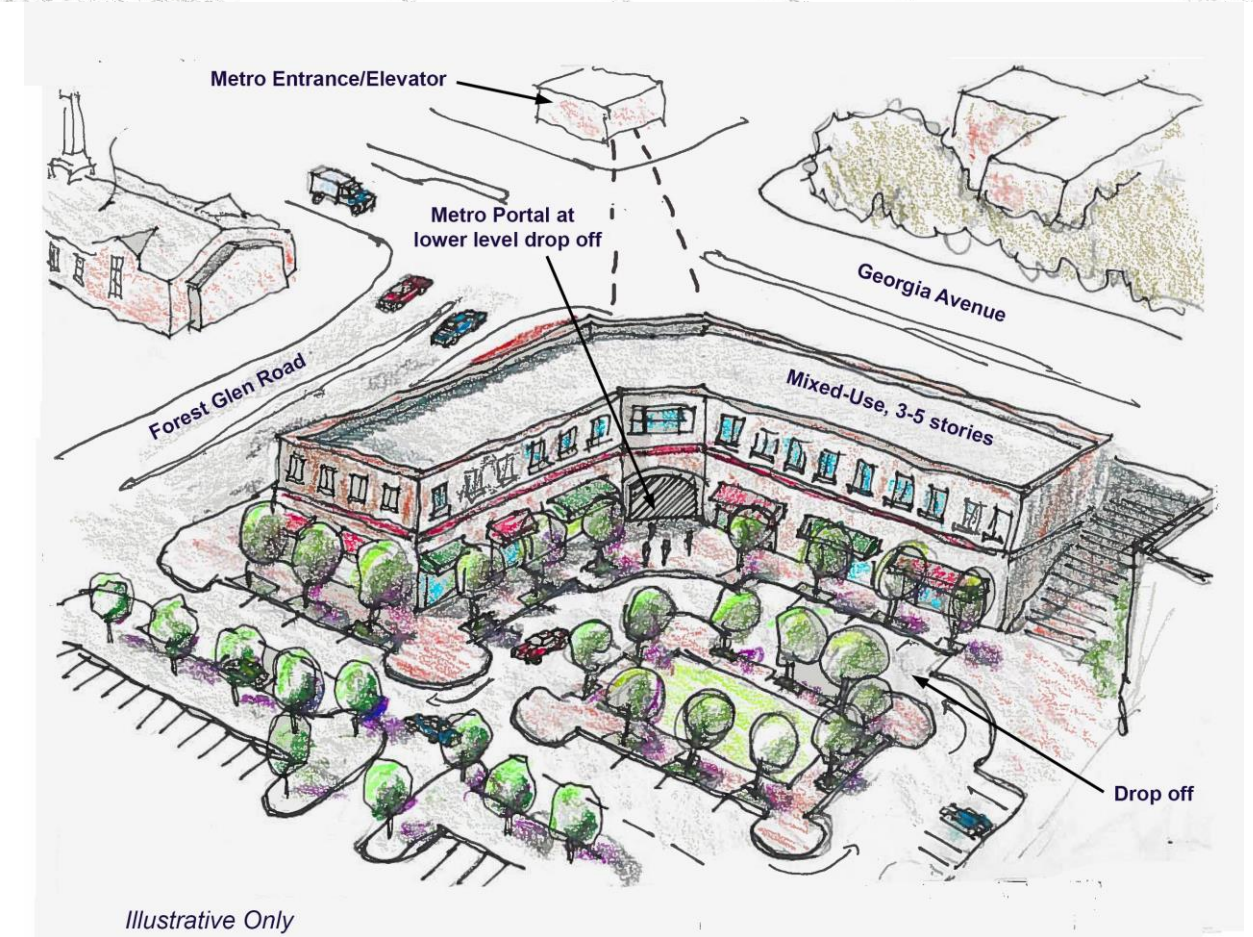 Metro Entrance/Elevator
Metro Portal at
lower level drop off
Georgia Avenue
Forest Glen Road
Mixed-Use, 3-5 stories
Drop off
Illustrative Only